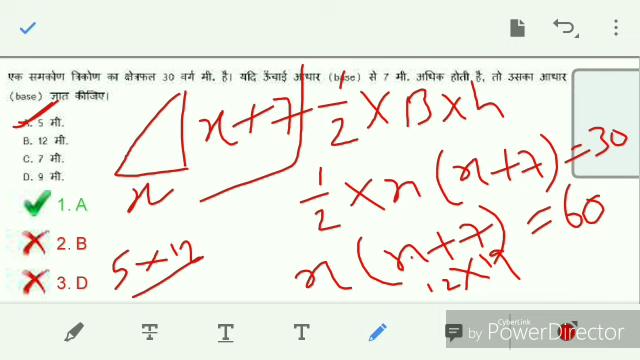 एक समकोण त्रिकोण का क्षेत्रफल 30 वर्ग मी. है। यदि ऊँचाई आधार (base) से 7 मी. अधिक होती है, तो उसका आधार
(base) ज्ञात कीजिए।
A. 5 मी.
B. 12 मी.
C. 7 मी.
D. 9 मी.
1. A
2. B
3. D
x+7
x
1/2 × B × h
1/2 × x (x+7) = 30
x (x+7) = 60
5 × 12
T T T
by CyberLink PowerDirector